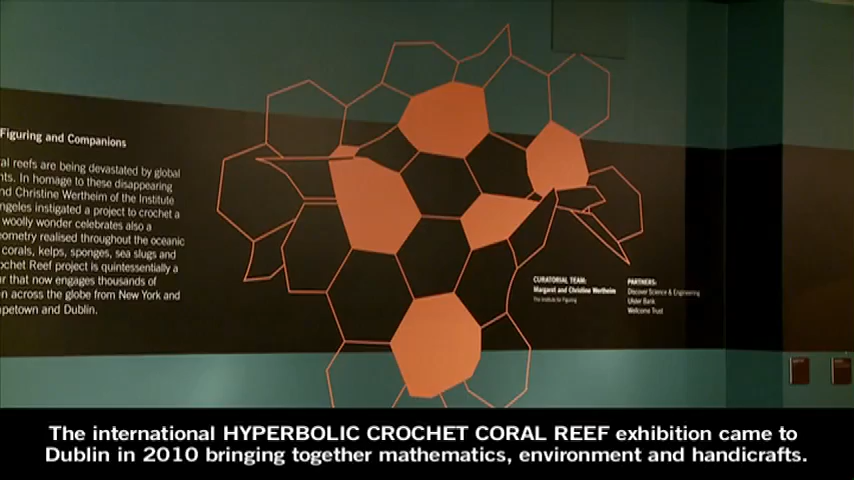 Figuring and Companions
al reefs are being devastated by global
nts. In homage to these disappearing
nd Christine Wertheim of the Institute
ngeles instigated a project to crochet a
woolly wonder celebrates also a
eometry realised throughout the oceanic
corals, kelps, sponges, sea slugs and
ochet Reef project is quintessentially a
r that now engages thousands of
n across the globe from New York and
petown and Dublin.
CURATORIAL TEAM:
Margaret and Christine Wertheim
The Institute for Figuring
PARTNERS:
Discover Science & Engineering
Ulster Bank
Welcome Trust
The international HYPERBOLIC CROCHET CORAL REEF exhibition came to
Dublin in 2010 bringing together mathematics, environment and handicrafts.